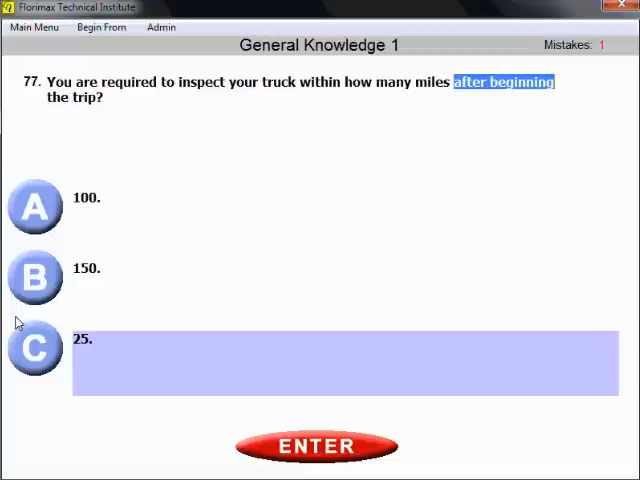 Florimax Technical Institute
Main Menu Begin From Admin
General Knowledge 1 Mistakes: 1
77. You are required to inspect your truck within how many miles after beginning
the trip?
A 100.
B 150.
C 25.
ENTER